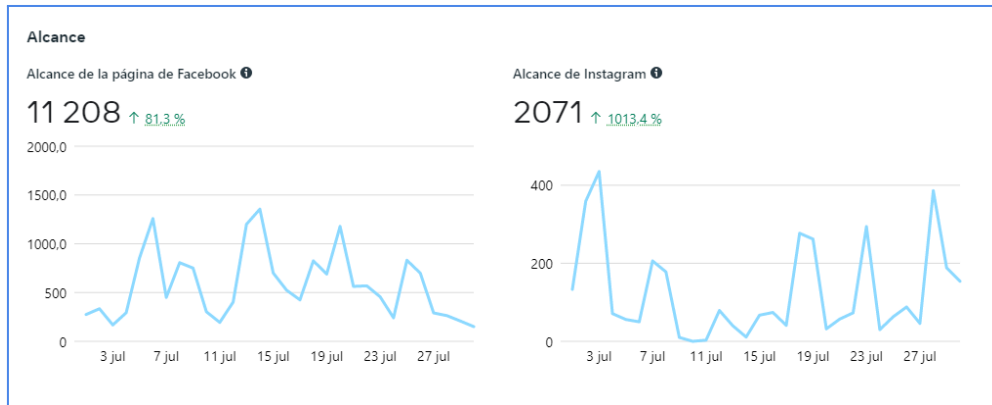 Alcance
Alcance de la página de Facebook
11 208 ↑ 81,3 %
2000,0
1500,0
1000,0
500
0
3 jul 7 jul 11 jul 15 jul 19 jul 23 jul 27 jul
Alcance de Instagram
2071 ↑ 1013,4 %
400
200
0
3 jul 7 jul 11 jul 15 jul 19 jul 23 jul 27 jul